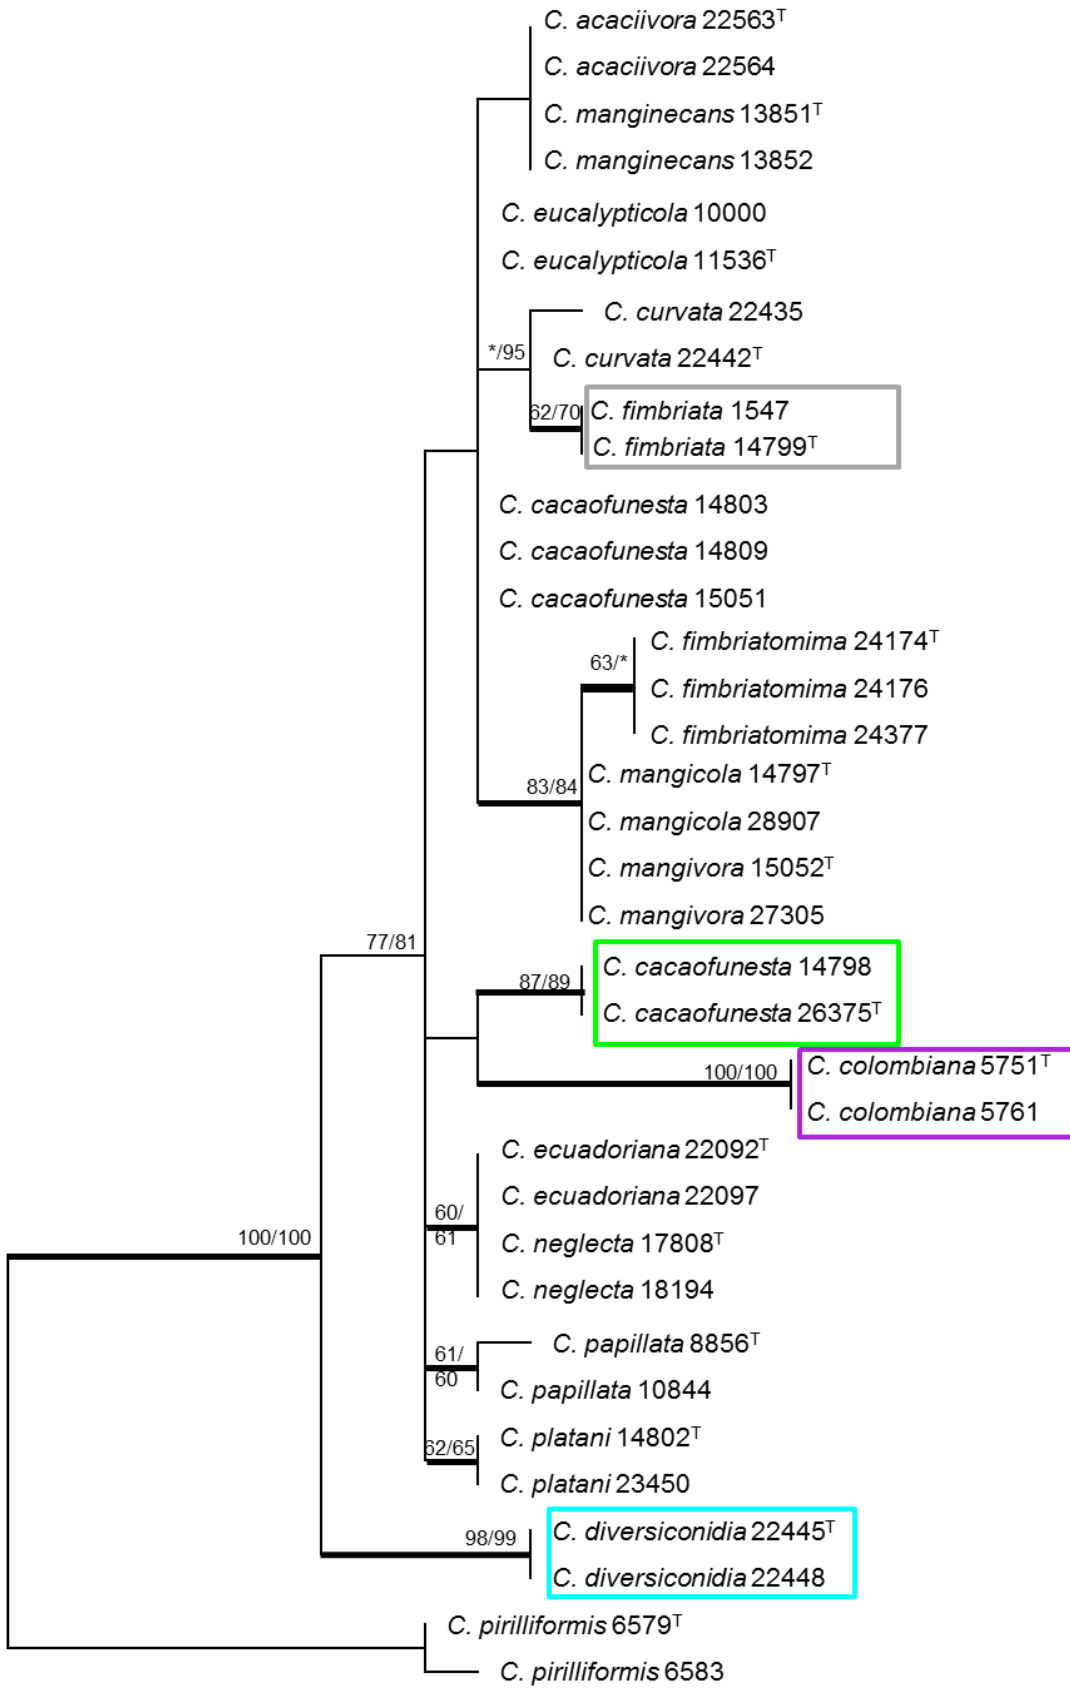 C. acaciivora 22563ᵀ
C. acaciivora 22564
C. manginecans 13851ᵀ
C. manginecans 13852
C. eucalypticola 10000
C. eucalypticola 11536ᵀ
C. curvata 22435
*/95
C. curvata 22442ᵀ
62/70
C. fimbriata 1547
C. fimbriata 14799ᵀ
C. cacaofunesta 14803
C. cacaofunesta 14809
C. cacaofunesta 15051
C. fimbriatomima 24174ᵀ
63/*
C. fimbriatomima 24176
C. fimbriatomima 24377
C. mangicola 14797ᵀ
83/84
C. mangicola 28907
C. mangivora 15052ᵀ
C. mangivora 27305
77/81
C. cacaofunesta 14798
87/89
C. cacaofunesta 26375ᵀ
C. colombiana 5751ᵀ
100/100
C. colombiana 5761
C. ecuadoriana 22092ᵀ
C. ecuadoriana 22097
60/
61
C. neglecta 17808ᵀ
100/100
C. neglecta 18194
C. papillata 8856ᵀ
61/
60
C. papillata 10844
C. platani 14802ᵀ
62/65
C. platani 23450
C. diversiconidia 22445ᵀ
98/99
C. diversiconidia 22448
C. pirilliformis 6579ᵀ
C. pirilliformis 6583